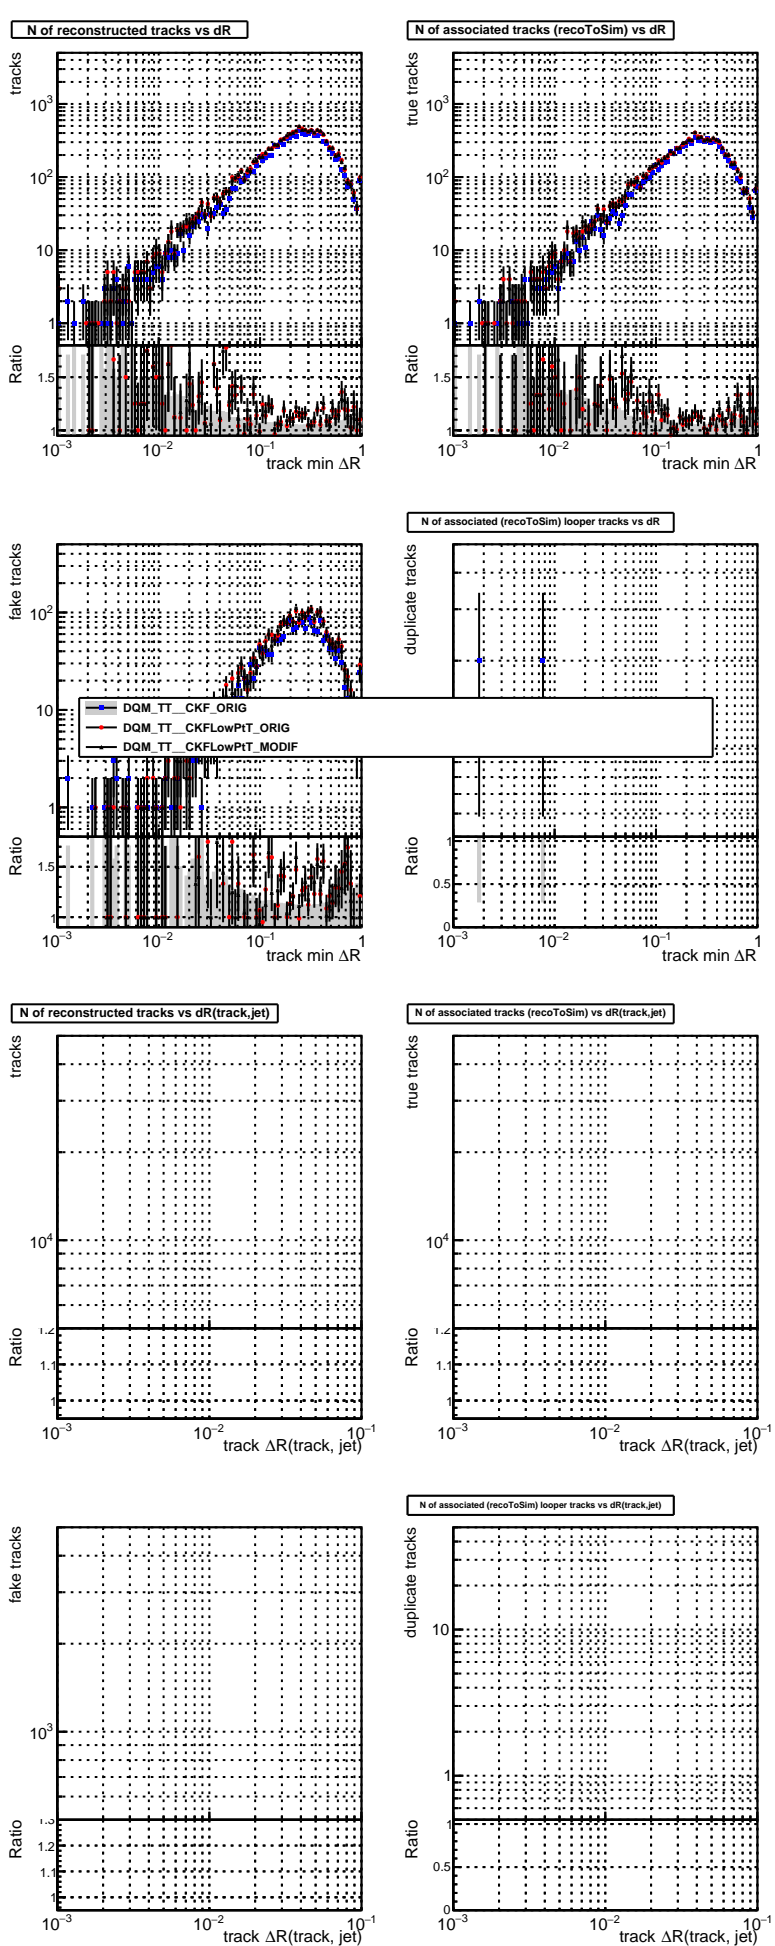 N of reconstructed tracks vs dR
tracks
10³
10²
10
1
Ratio
1.5
1
10⁻³ 10⁻² 10⁻¹ 1
track min ΔR
N of associated tracks (recoToSim) vs dR
true tracks
10³
10²
10
1
Ratio
1.5
1
10⁻³ 10⁻² 10⁻¹ 1
track min ΔR
fake tracks
10²
10
1
Ratio
1.5
1
10⁻³ 10⁻² 10⁻¹ 1
track min ΔR
N of associated (recoToSim) looper tracks vs dR
duplicate tracks
Ratio
1
0.5
0
10⁻³ 10⁻² 10⁻¹ 1
track min ΔR
DQM_TT__CKF_ORIG
DQM_TT__CKFLowPtT_ORIG
DQM_TT__CKFLowPtT_MODIF
N of reconstructed tracks vs dR(track,jet)
tracks
10⁴
Ratio
1.2
1.1
1
10⁻³ 10⁻² 10⁻¹
track ΔR(track, jet)
N of associated tracks (recoToSim) vs dR(track,jet)
true tracks
10⁴
Ratio
1.2
1.1
1
10⁻³ 10⁻² 10⁻¹
track ΔR(track, jet)
fake tracks
10³
Ratio
1.3
1.2
1.1
1
10⁻³ 10⁻² 10⁻¹
track ΔR(track, jet)
N of associated (recoToSim) looper tracks vs dR(track,jet)
duplicate tracks
10
1
Ratio
1
0.5
0
10⁻³ 10⁻² 10⁻¹
track ΔR(track, jet)